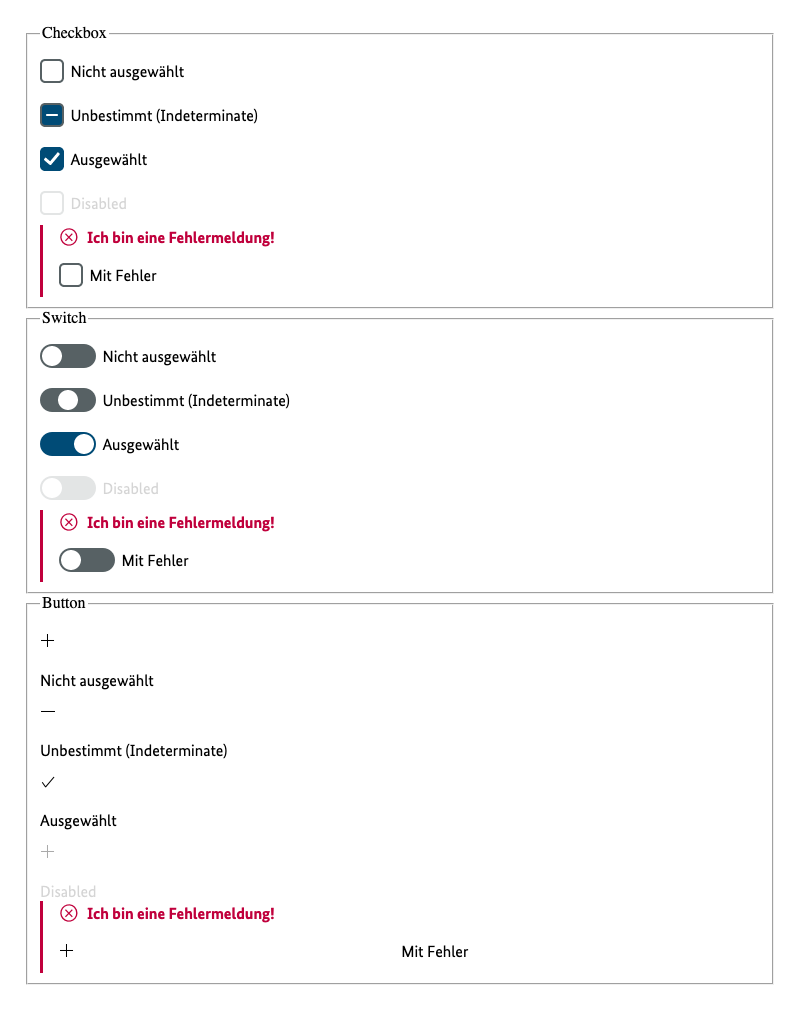 Checkbox
Nicht ausgewählt
Unbestimmt (Indeterminate)
Ausgewählt
Disabled
Ich bin eine Fehlermeldung!
Mit Fehler
Switch
Nicht ausgewählt
Unbestimmt (Indeterminate)
Ausgewählt
Disabled
Ich bin eine Fehlermeldung!
Mit Fehler
Button
Nicht ausgewählt
Unbestimmt (Indeterminate)
Ausgewählt
Disabled
Ich bin eine Fehlermeldung!
Mit Fehler